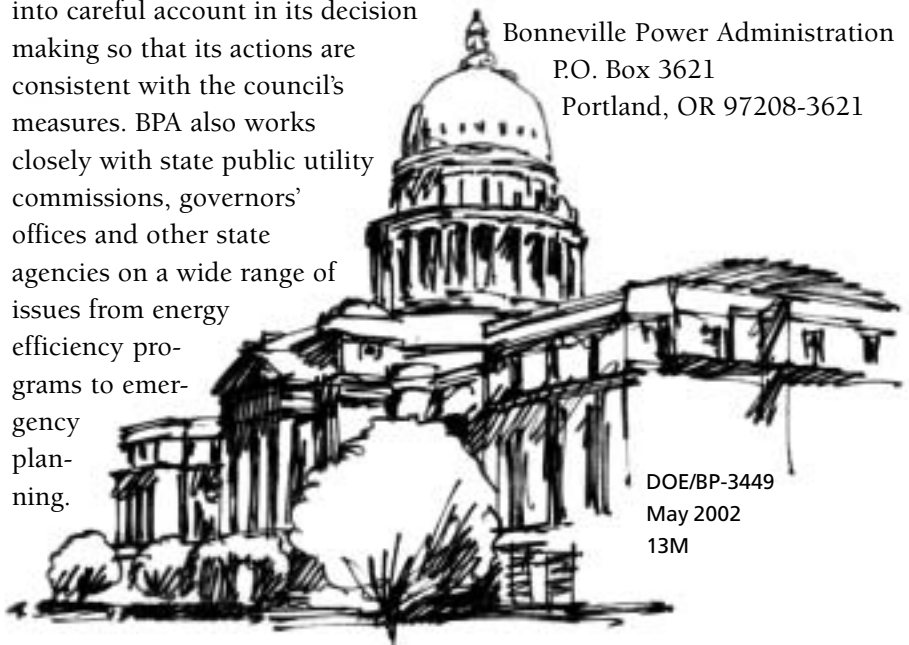 into careful account in its decision
making so that its actions are
consistent with the council's
measures. BPA also works
closely with state public utility
commissions, governors'
offices and other state
agencies on a wide range of
issues from energy
efficiency pro-
grams to emer-
gency
plan-
ning.
Bonneville Power Administration
P.O. Box 3621
Portland, OR 97208-3621
DOE/BP-3449
May 2002
13M